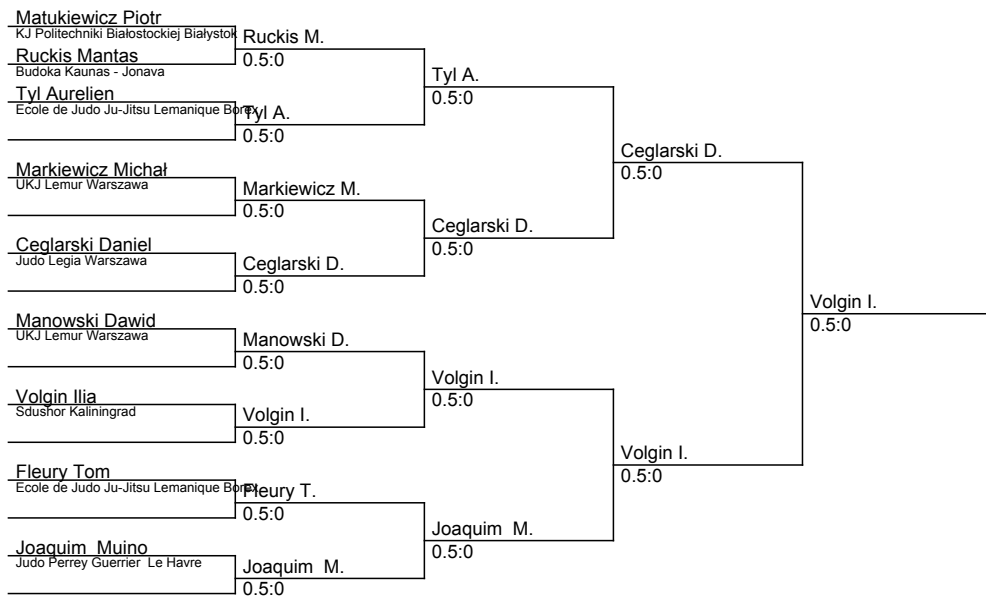 Matukiewicz Piotr
KJ Politechniki Białostockiej Białystok
Ruckis Mantas
Budoka Kaunas - Jonava
Tyl Aurelien
Ecole de Judo Ju-Jitsu Lemanique Borex
Markiewicz Michał
UKJ Lemur Warszawa
Ceglarski Daniel
Judo Legia Warszawa
Manowski Dawid
UKJ Lemur Warszawa
Volgin Ilia
Sdushor Kaliningrad
Fleury Tom
Ecole de Judo Ju-Jitsu Lemanique Borex
Joaquim  Muino
Judo Perrey Guerrier  Le Havre
Ruckis M.
0.5:0
Tyl A.
0.5:0
Markiewicz M.
0.5:0
Ceglarski D.
0.5:0
Manowski D.
0.5:0
Volgin I.
0.5:0
Fleury T.
0.5:0
Joaquim  M.
0.5:0
Tyl A.
0.5:0
Ceglarski D.
0.5:0
Volgin I.
0.5:0
Joaquim  M.
0.5:0
Ceglarski D.
0.5:0
Volgin I.
0.5:0
Volgin I.
0.5:0